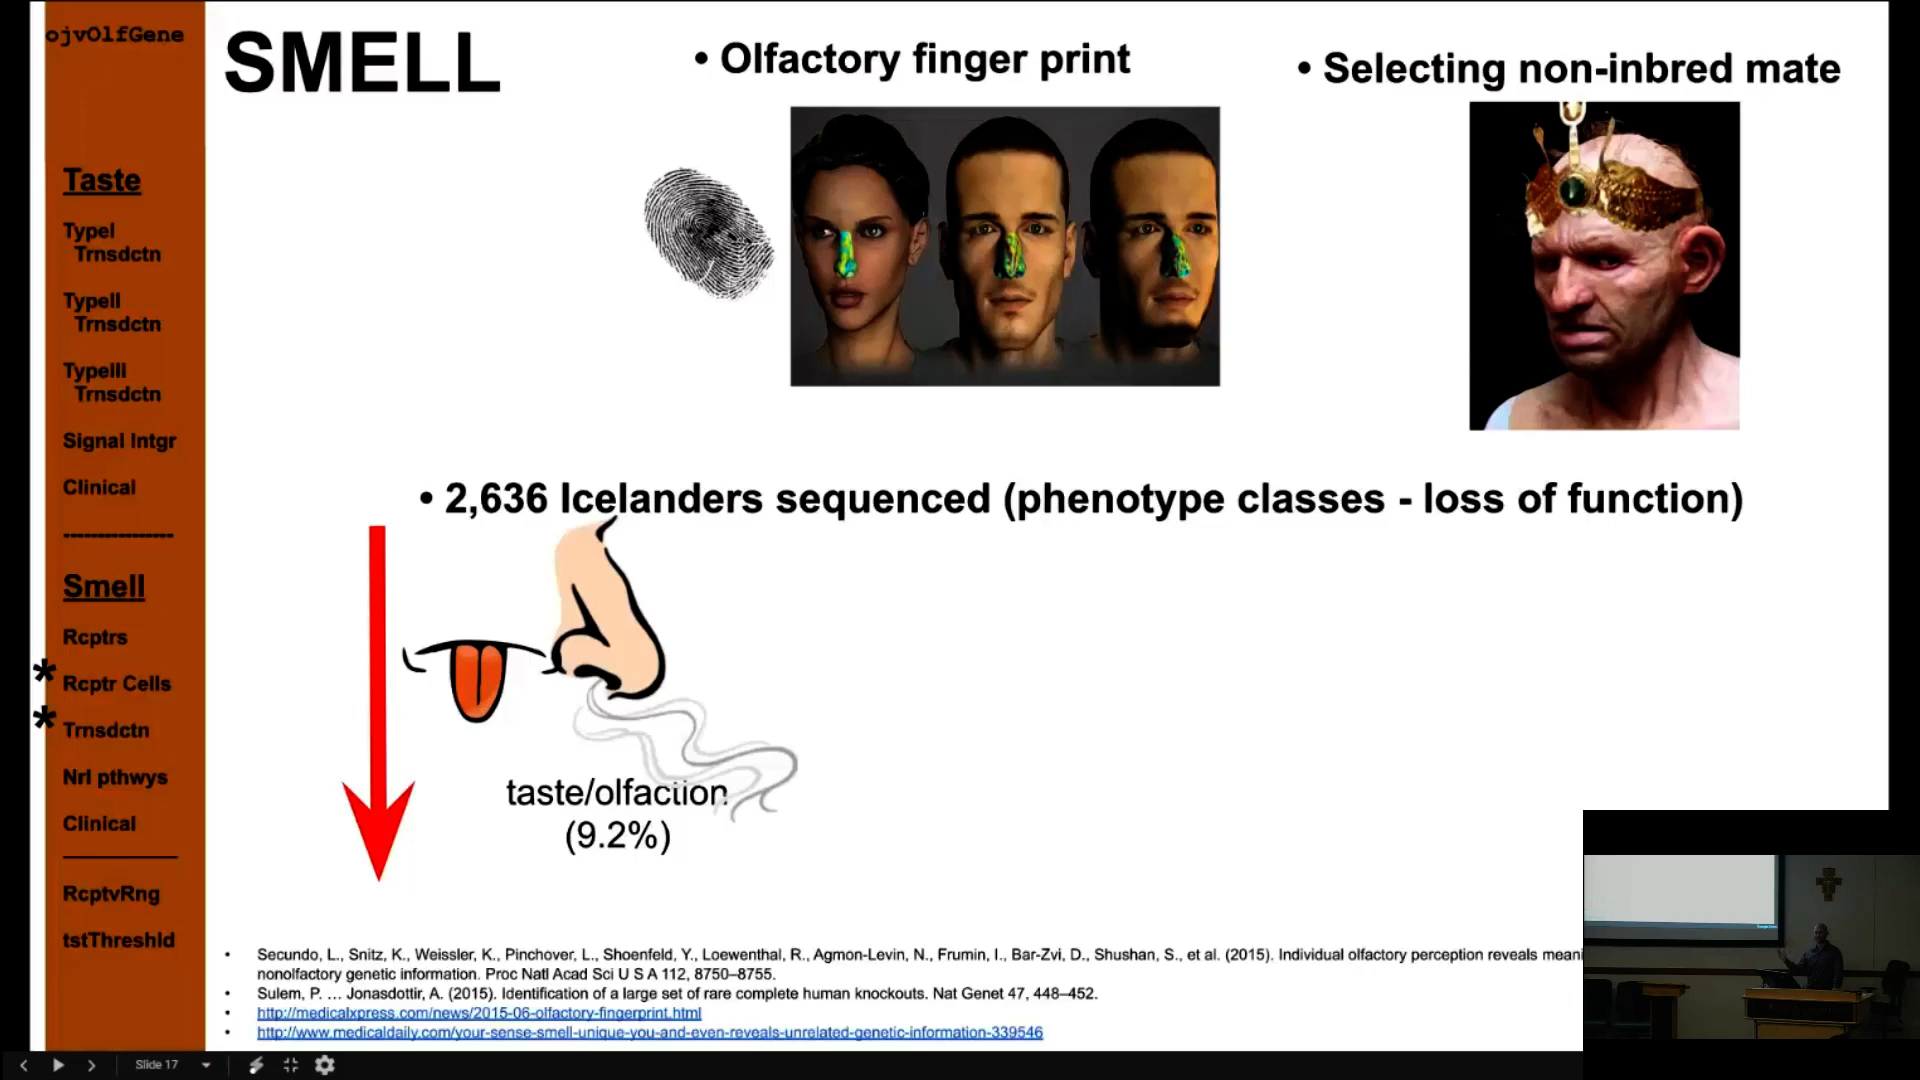 ojvOlfGene
SMELL
• Olfactory finger print
• Selecting non-inbred mate
Taste
TypeI
Trnsdctn
TypeII
Trnsdctn
TypeIII
Trnsdctn
Signal Intgr
Clinical
----------------
Smell
Rcptrs
* Rcptr Cells
* Trnsdctn
Nrl pthwys
Clinical
RcptvRng
tstThreshld
• 2,636 Icelanders sequenced (phenotype classes - loss of function)
taste/olfaction
(9.2%)
• Secundo, L., Snitz, K., Weissler, K., Pinchover, L., Shoenfeld, Y., Loewenthal, R., Agmon-Levin, N., Frumin, I., Bar-Zvi, D., Shushan, S., et al. (2015). Individual olfactory perception reveals meani
nonolfactory genetic information. Proc Natl Acad Sci U S A 112, 8750–8755.
• Sulem, P. … Jonasdottir, A. (2015). Identification of a large set of rare complete human knockouts. Nat Genet 47, 448–452.
• http://medicalxpress.com/news/2015-06-olfactory-fingerprint.html
• http://www.medicaldaily.com/your-sense-smell-unique-you-and-even-reveals-unrelated-genetic-information-339546
Slide 17